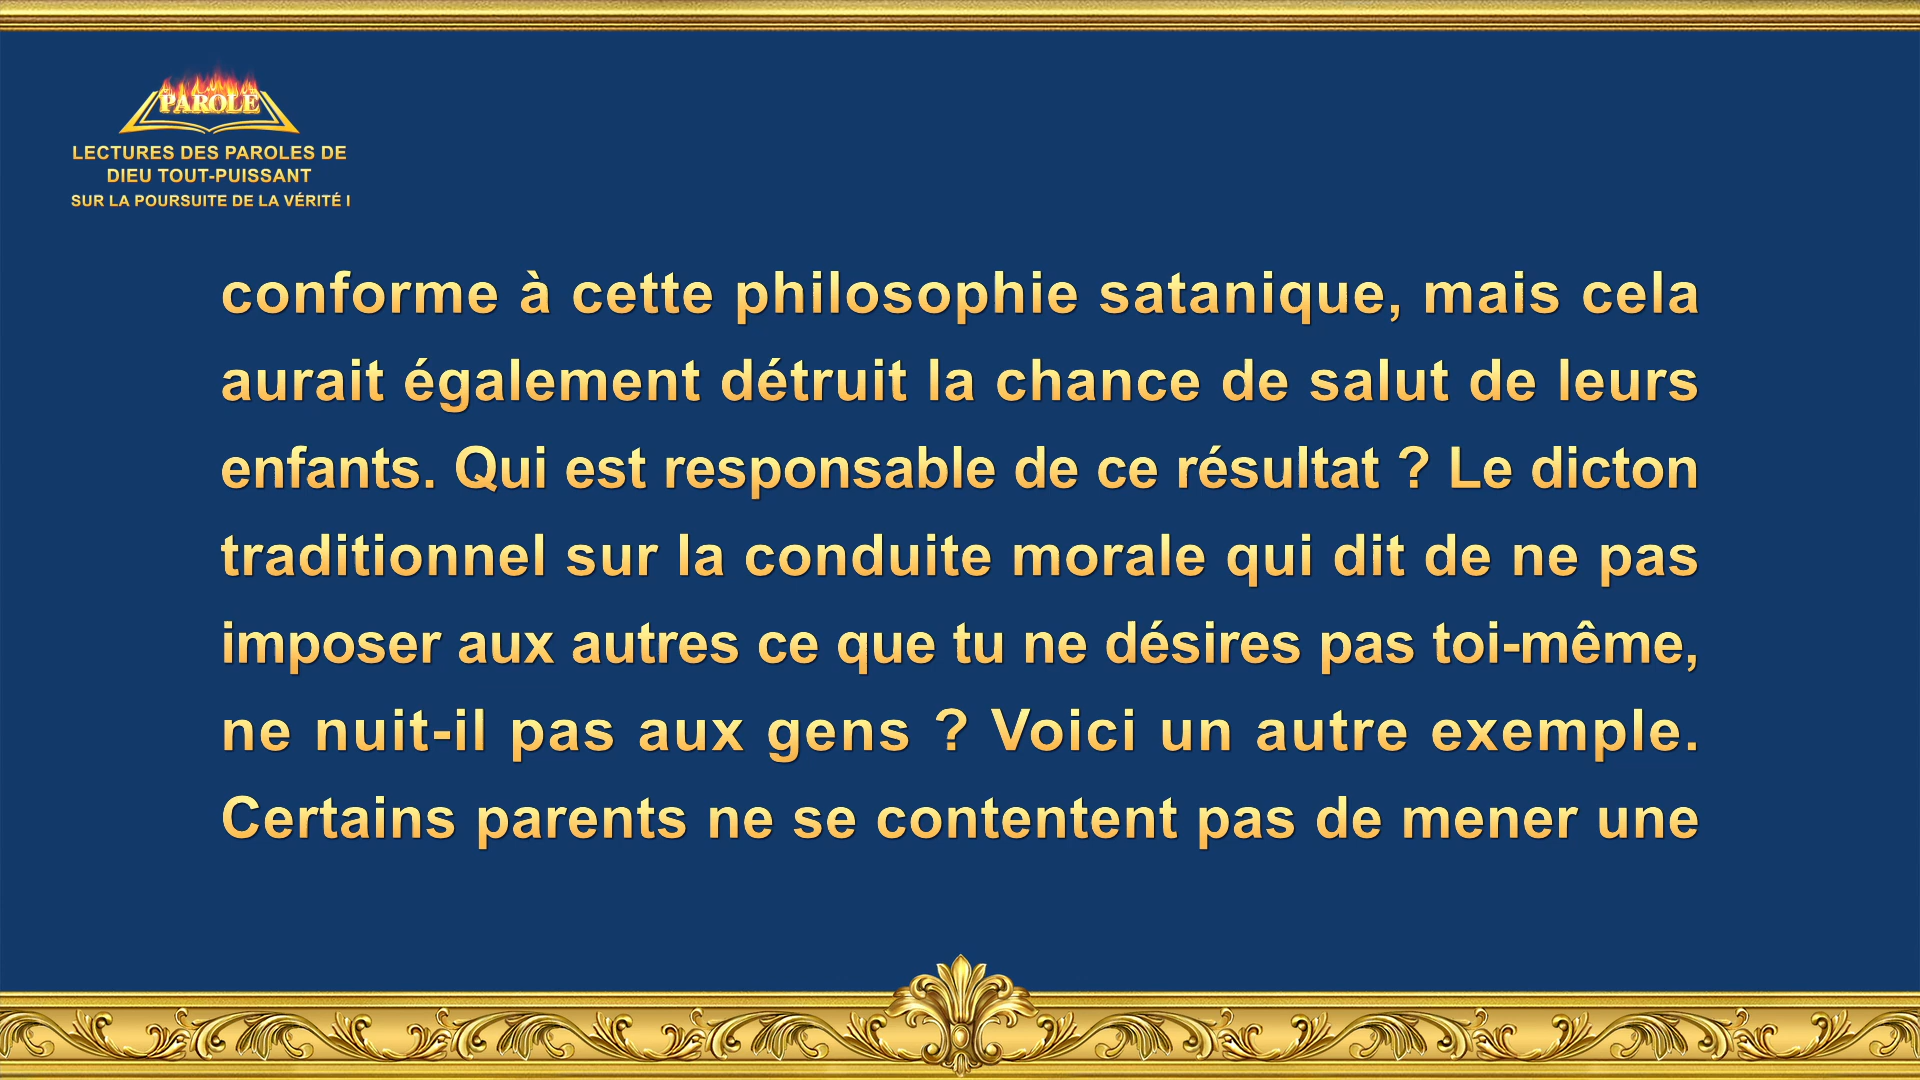 PAROLE
LECTURES DES PAROLES DE
DIEU TOUT-PUISSANT
SUR LA POURSUITE DE LA VÉRITÉ I
conforme à cette philosophie satanique, mais cela
aurait également détruit la chance de salut de leurs
enfants. Qui est responsable de ce résultat ? Le dicton
traditionnel sur la conduite morale qui dit de ne pas
imposer aux autres ce que tu ne désires pas toi-même,
ne nuit-il pas aux gens ? Voici un autre exemple.
Certains parents ne se contentent pas de mener une